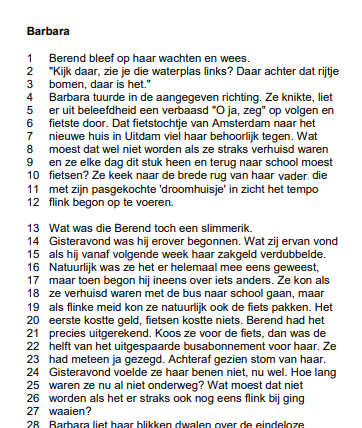 Barbara
1 Berend bleef op haar wachten en wees.
2 "Kijk daar, zie je die waterplas links? Daar achter dat rijtje
3 bomen, daar is het."
4 Barbara tuurde in de aangegeven richting. Ze knikte, liet
5 er uit beleefdheid een verbaasd "O ja, zeg" op volgen en
6 fietste door. Dat fietstochtje van Amsterdam naar het
7 nieuwe huis in Uitdam viel haar behoorlijk tegen. Wat
8 moest dat wel niet worden als ze straks verhuisd waren
9 en ze elke dag dit stuk heen en terug naar school moest
10 fietsen? Ze keek naar de brede rug van haar vader die
11 met zijn pasgekochte 'droomhuisje' in zicht het tempo
12 flink begon op te voeren.
13 Wat was die Berend toch een slimmerik.
14 Gisteravond was hij erover begonnen. Wat zij ervan vond
15 als hij vanaf volgende week haar zakgeld verdubbelde.
16 Natuurlijk was ze het er helemaal mee eens geweest,
17 maar toen begon hij ineens over iets anders. Ze kon als
18 ze verhuisd waren met de bus naar school gaan, maar
19 als flinke meid kon ze natuurlijk ook de fiets pakken. Het
20 eerste kostte geld, fietsen kostte niets. Berend had het
21 precies uitgerekend. Koos ze voor de fiets, dan was de
22 helft van het uitgespaarde busabonnement voor haar. Ze
23 had meteen ja gezegd. Achteraf gezien stom van haar.
24 Gisteravond voelde ze haar benen niet, nu wel. Hoe lang
25 waren ze nu al niet onderweg? Wat moest dat niet
26 worden als het er straks ook nog eens flink bij ging
27 waaien?
28 Barbara liet haar blikken dwalen over de eindeloze